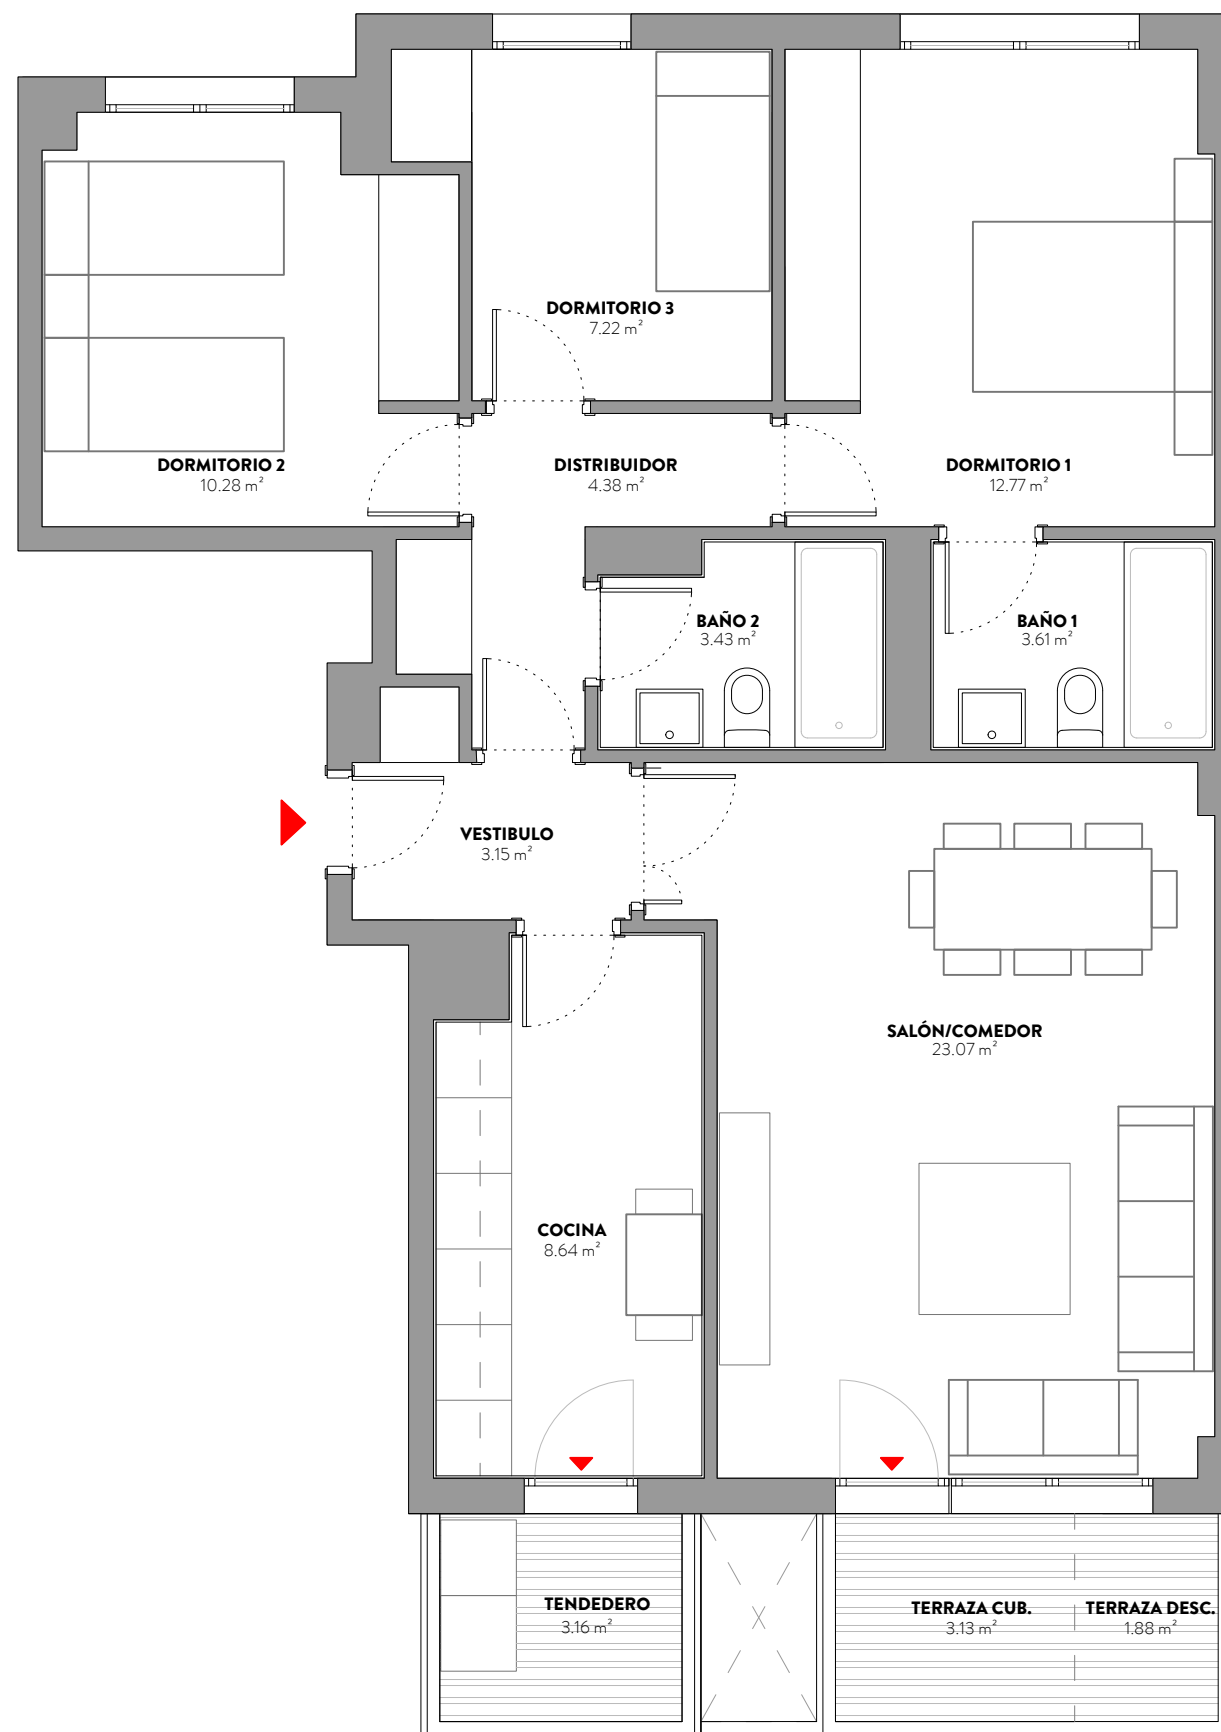 DORMITORIO 3
7.22 m²
DORMITORIO 2
10.28 m²
DISTRIBUIDOR
4.38 m²
DORMITORIO 1
12.77 m²
BAÑO 2
3.43 m²
BAÑO 1
3.61 m²
VESTIBULO
3.15 m²
SALÓN/COMEDOR
23.07 m²
COCINA
8.64 m²
TENDEDERO
3.16 m²
TERRAZA CUB.
3.13 m²
TERRAZA DESC.
1.88 m²